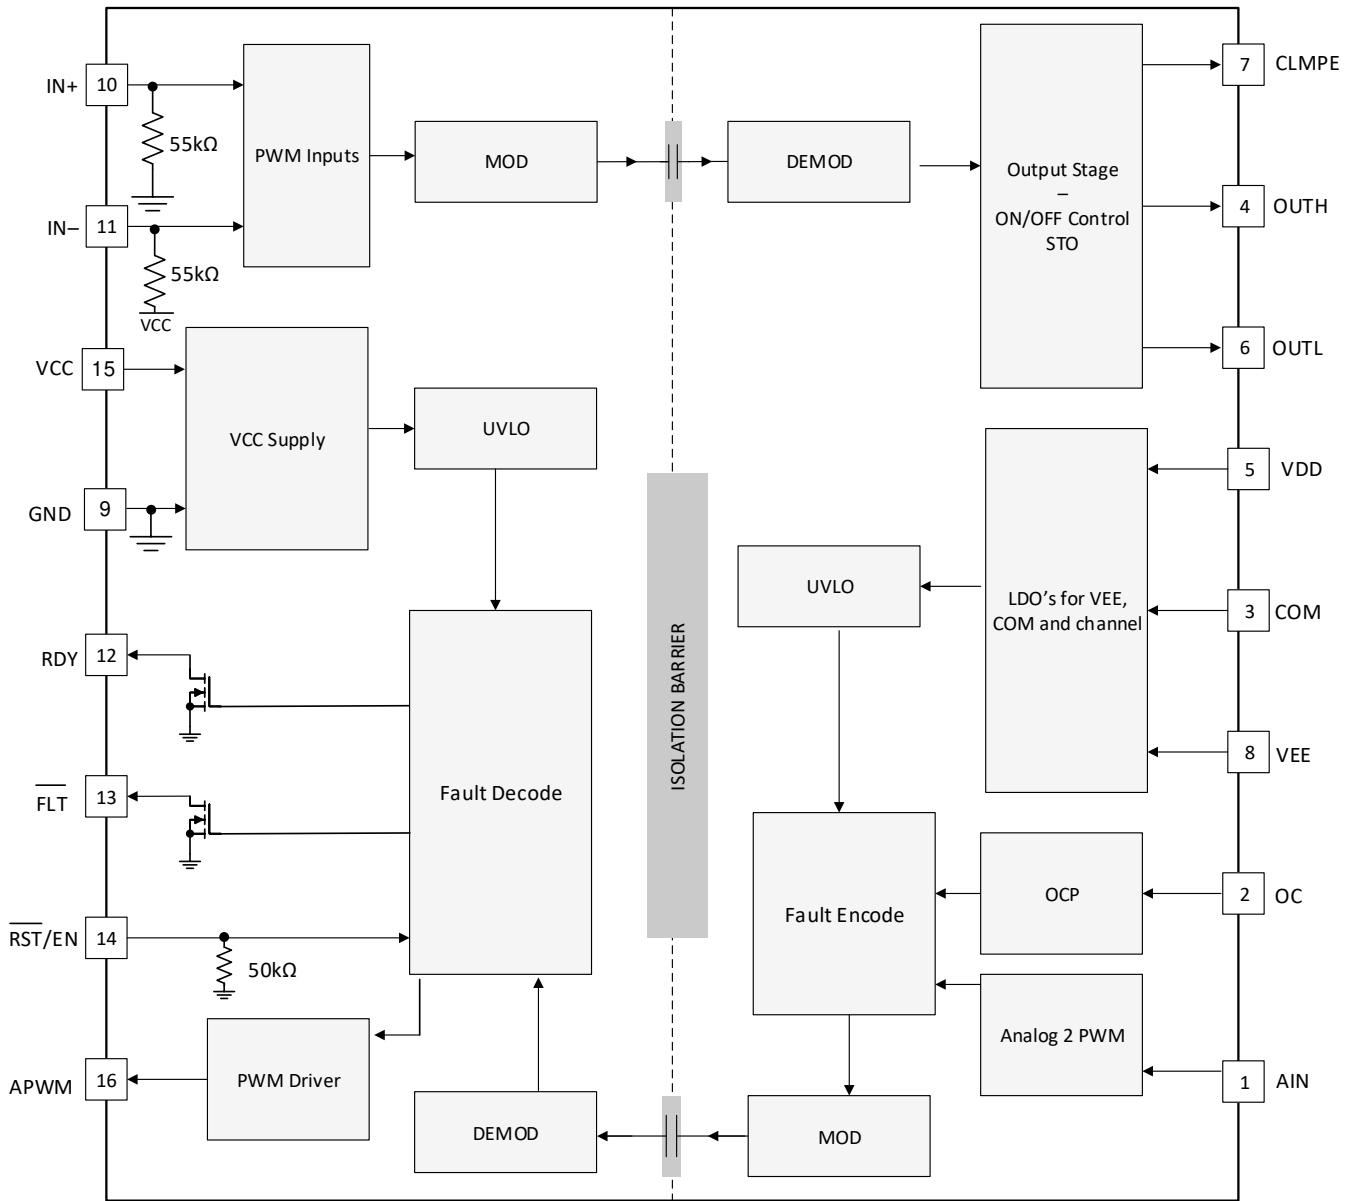 IN+
10
55kΩ
IN–
11
55kΩ
VCC
PWM Inputs
MOD
DEMOD
Output Stage
–
ON/OFF Control
STO
7
CLMPE
4
OUTH
6
OUTL
VCC
15
GND
9
VCC Supply
UVLO
ISOLATION BARRIER
UVLO
LDO's for VEE,
COM and channel
5
VDD
3
COM
8
VEE
RDY
12
FLT
13
RST/EN
14
50kΩ
Fault Decode
Fault Encode
OCP
2
OC
Analog 2 PWM
1
AIN
APWM
16
PWM Driver
DEMOD
MOD